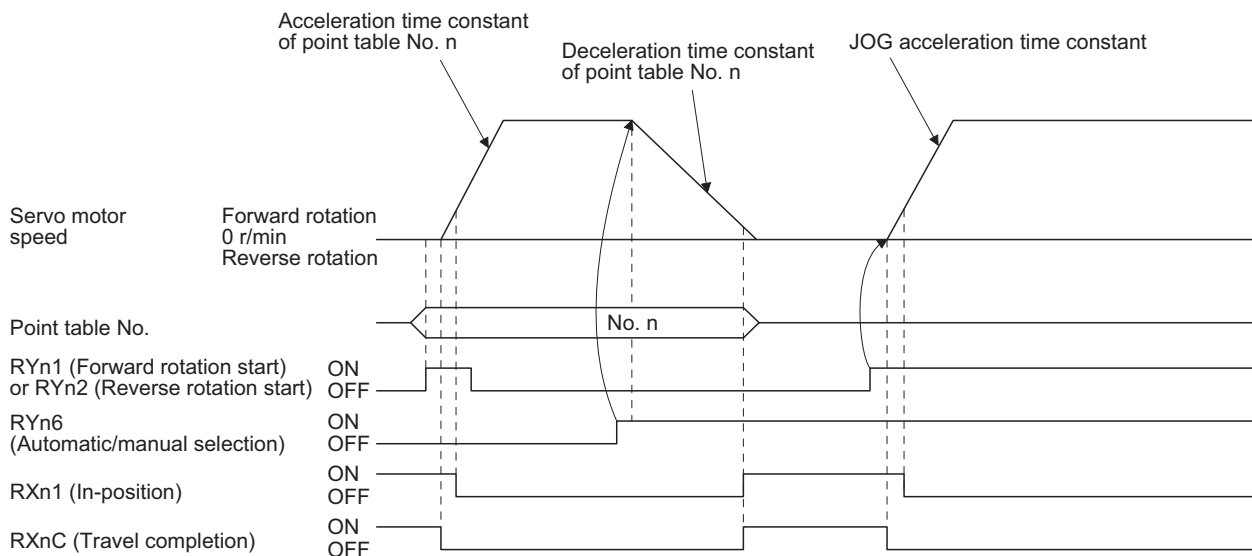 Acceleration time constant
of point table No. n
Deceleration time constant
of point table No. n
JOG acceleration time constant
Servo motor
speed
Forward rotation
0 r/min
Reverse rotation
Point table No.
No. n
RYn1 (Forward rotation start)
or RYn2 (Reverse rotation start)
ON
OFF
RYn6
(Automatic/manual selection)
ON
OFF
RXn1 (In-position)
ON
OFF
RXnC (Travel completion)
ON
OFF